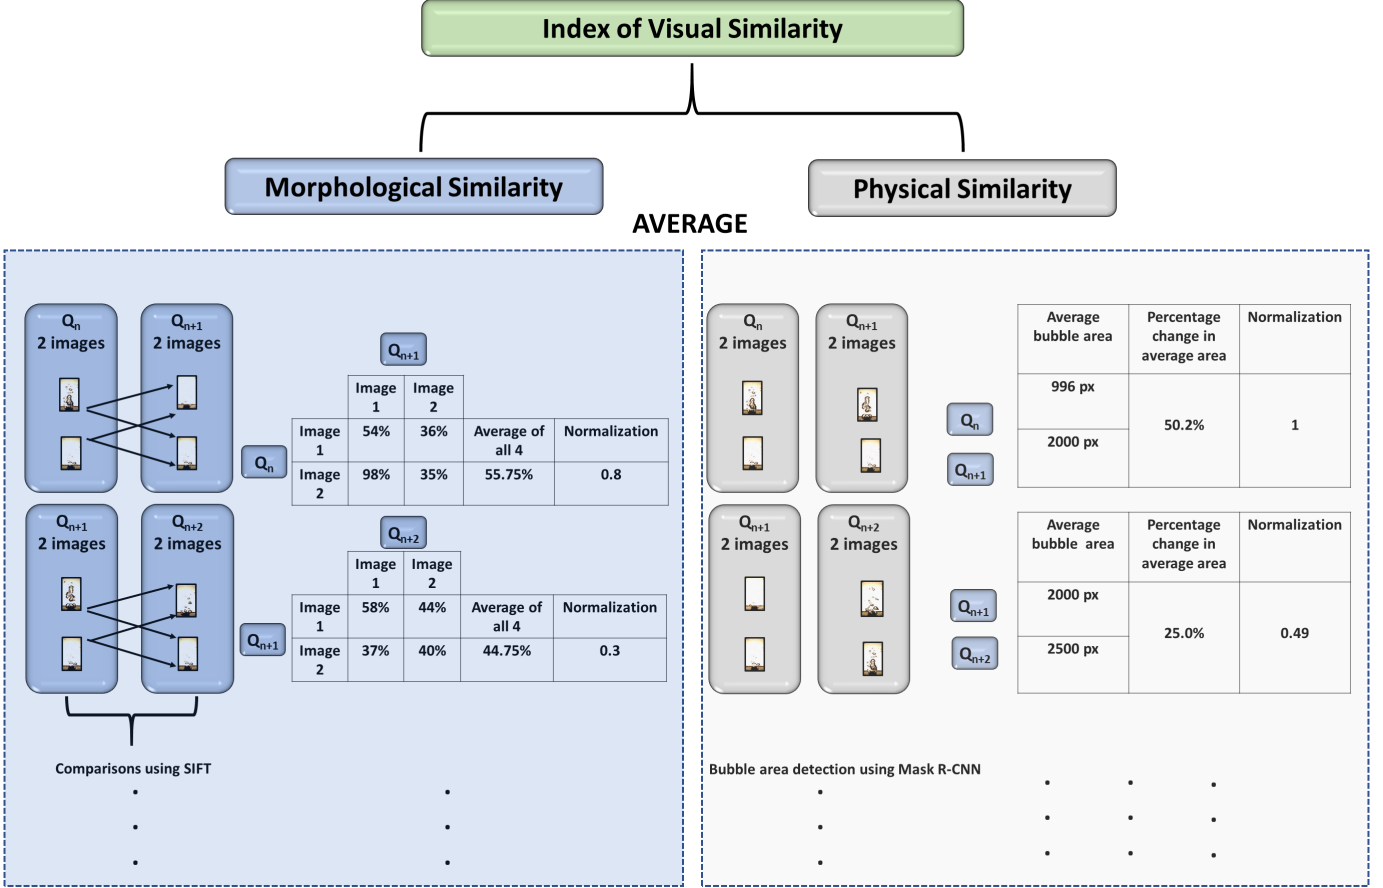 Index of Visual Similarity
Morphological Similarity
Physical Similarity
AVERAGE
Qn
2 images
Qn+1
2 images
Qn+1
Image 1
Image 2
Qn
Image 1
54%
36%
Average of all 4
Normalization
Image 2
98%
35%
55.75%
0.8
Qn+1
2 images
Qn+2
2 images
Qn+2
Image 1
Image 2
Qn+1
Image 1
58%
44%
Average of all 4
Normalization
Image 2
37%
40%
44.75%
0.3
Comparisons using SIFT
Qn
2 images
Qn+1
2 images
Qn
Qn+1
Average bubble area
Percentage change in average area
Normalization
996 px
50.2%
1
2000 px
Qn+1
2 images
Qn+2
2 images
Qn+1
Qn+2
Average bubble area
Percentage change in average area
Normalization
2000 px
25.0%
0.49
2500 px
Bubble area detection using Mask R-CNN